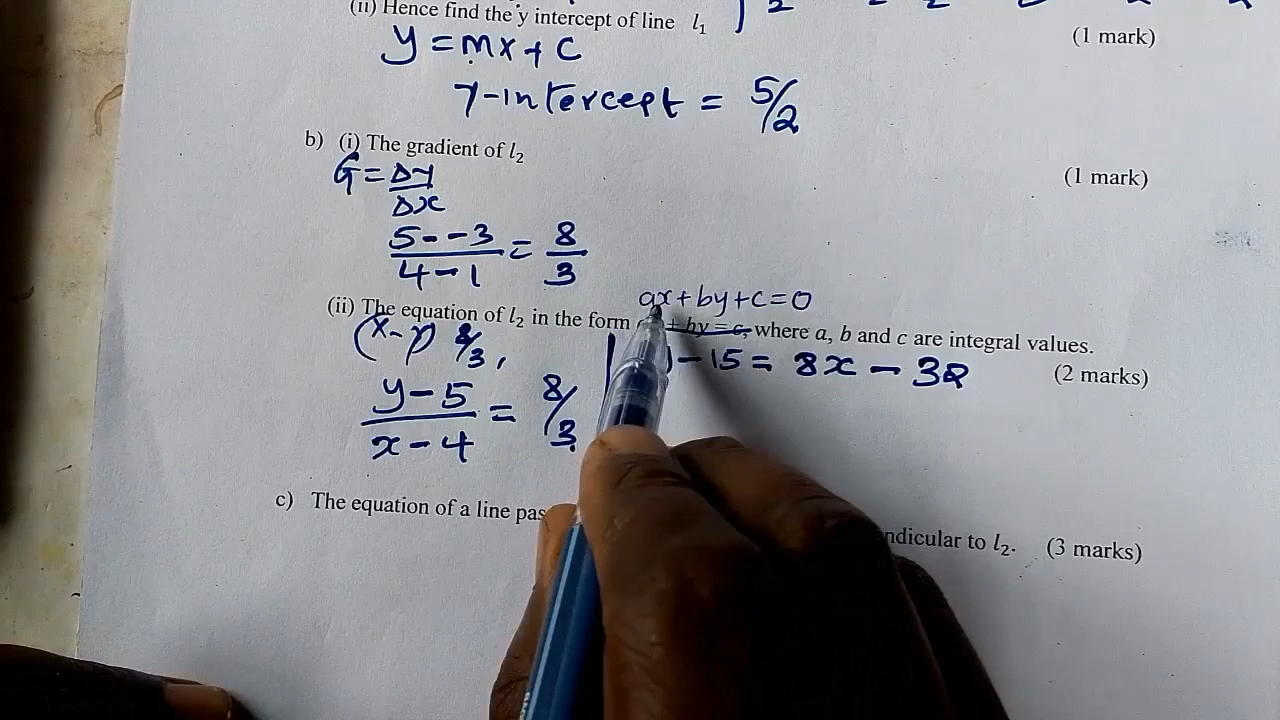 (ii) Hence find the y intercept of line l₁
(1 mark)
y = mx + c
y-intercept = 5/2
b) (i) The gradient of l₂
(1 mark)
G = Δy/Δx
5--3/4-1 = 8/3
ax+by+c=0
(ii) The equation of l₂ in the form + by = c, where a, b and c are integral values.
(2 marks)
8/3,
-15 = 8x - 32
y-5/x-4 = 8/3
c) The equation of a line
to l₂. (3 marks)